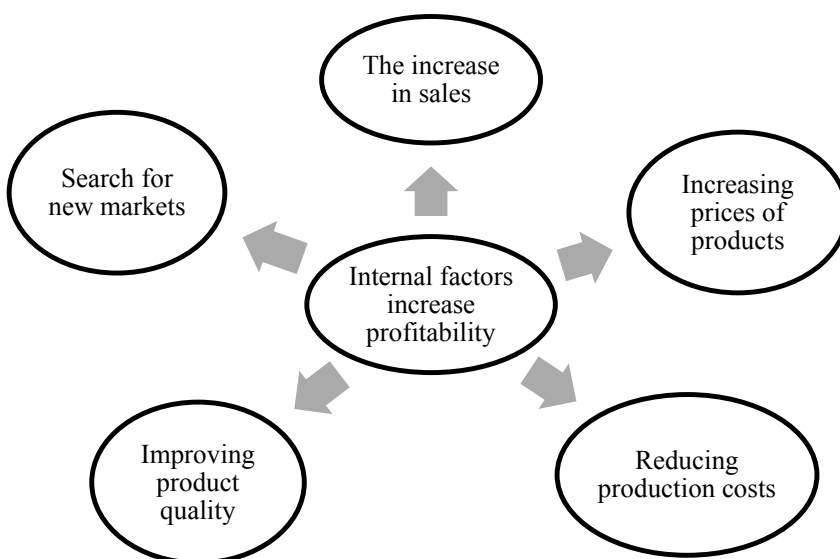 The increase
in sales
Search for
new markets
Increasing
prices of
products
Internal factors
increase
profitability
Improving
product
quality
Reducing
production costs